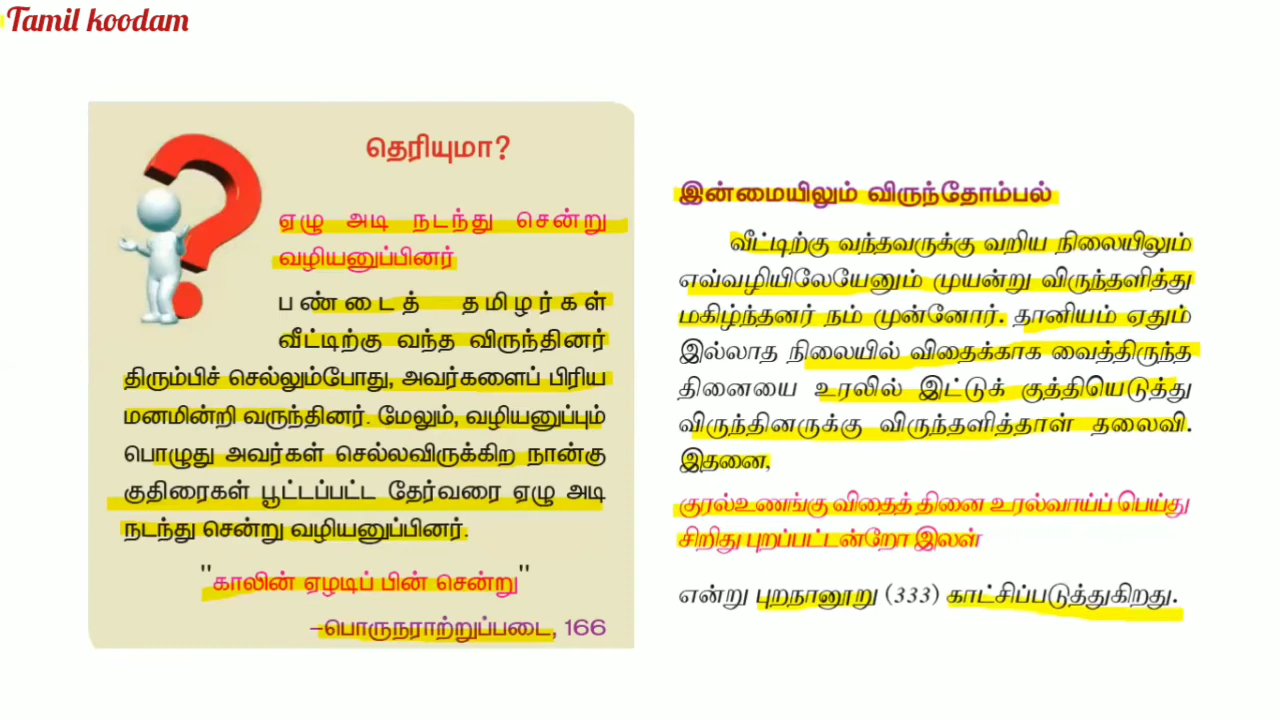 Tamil koodam
தெரியுமா?
ஏழு அடி நடந்து சென்று
வழியனுப்பினர்
பண்டைத் தமிழர்கள்
வீட்டிற்கு வந்த விருந்தினர்
திரும்பிச் செல்லும்போது, அவர்களைப் பிரிய
மனமின்றி வருந்தினர். மேலும், வழியனுப்பும்
பொழுது அவர்கள் செல்லவிருக்கிற நான்கு
குதிரைகள் பூட்டப்பட்ட தேர்வரை ஏழு அடி
நடந்து சென்று வழியனுப்பினர்.
"காலின் ஏழடிப் பின் சென்று"
–பொருநராற்றுப்படை, 166
இன்மையிலும் விருந்தோம்பல்
வீட்டிற்கு வந்தவருக்கு வறிய நிலையிலும்
எவ்வழியிலேயேனும் முயன்று விருந்தளித்து
மகிழ்ந்தனர் நம் முன்னோர். தானியம் ஏதும்
இல்லாத நிலையில் விதைக்காக வைத்திருந்த
தினையை உரலில் இட்டுக் குத்தியெடுத்து
விருந்தினருக்கு விருந்தளித்தாள் தலைவி.
இதனை,
குரல்உணங்கு விதைத் தினை உரல்வாய்ப் பெய்து
சிறிது புறப்பட்டன்றோ இலள்
என்று புறநானூறு (333) காட்சிப்படுத்துகிறது.